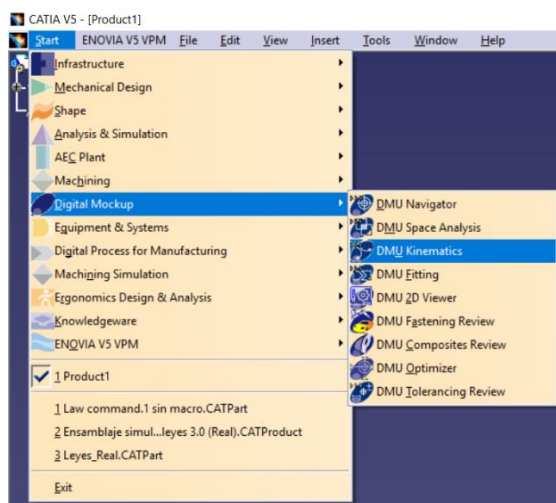 CATIA V5 - [Product1]
Start ENOVIA V5 VPM File Edit View Insert Tools Window Help
Infrastructure
Mechanical Design
Shape
Analysis & Simulation
AEC Plant
Machining
Digital Mockup
Equipment & Systems
Digital Process for Manufacturing
Machining Simulation
Ergonomics Design & Analysis
Knowledgeware
ENOVIA V5 VPM
1 Product1
1 Law command.1 sin macro.CATPart
2 Ensamblaje simul...leyes 3.0 (Real).CATProduct
3 Leyes_Real.CATPart
Exit
DMU Navigator
DMU Space Analysis
DMU Kinematics
DMU Fitting
DMU 2D Viewer
DMU Fastening Review
DMU Composites Review
DMU Optimizer
DMU Tolerancing Review